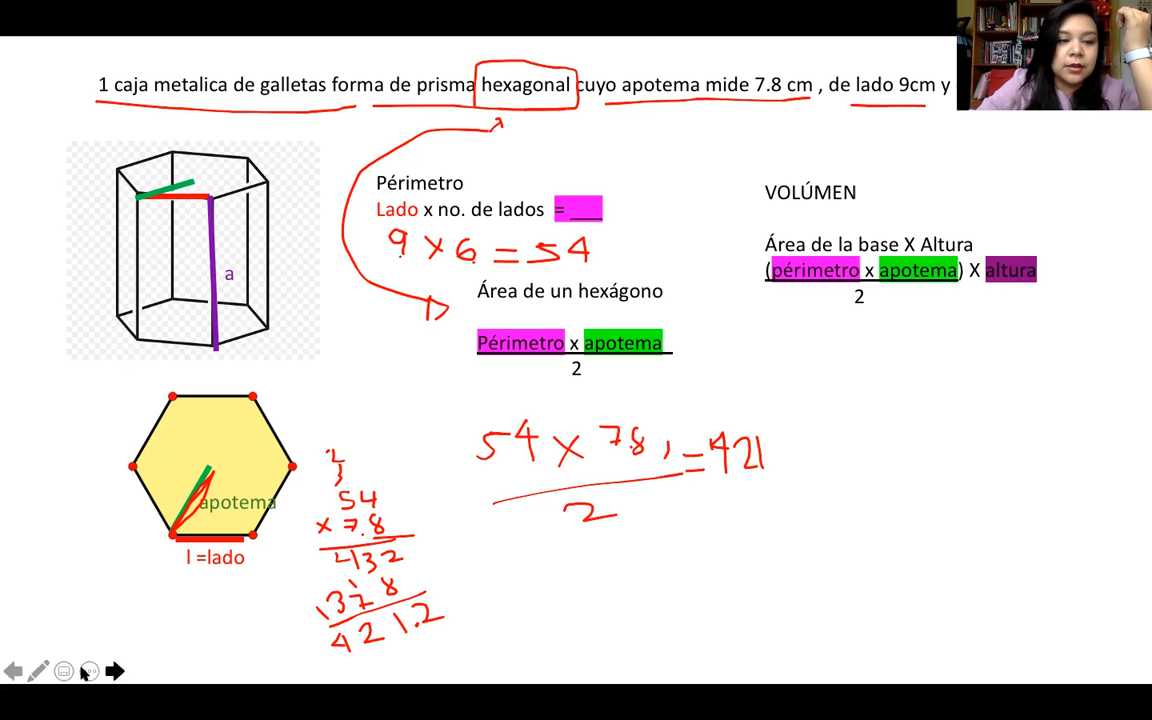 1 caja metalica de galletas forma de prisma hexagonal cuyo apotema mide 7.8 cm , de lado 9cm y
Périmetro
Lado x no. de lados = ___
9 x 6 = 54
VOLÚMEN
Área de la base X Altura
(périmetro x apotema) X altura
2
a
Área de un hexágono
Périmetro x apotema
2
54 x 7.8 = 421
2
apotema
l =lado
2
3
54
x 7.8
432
378
421.2